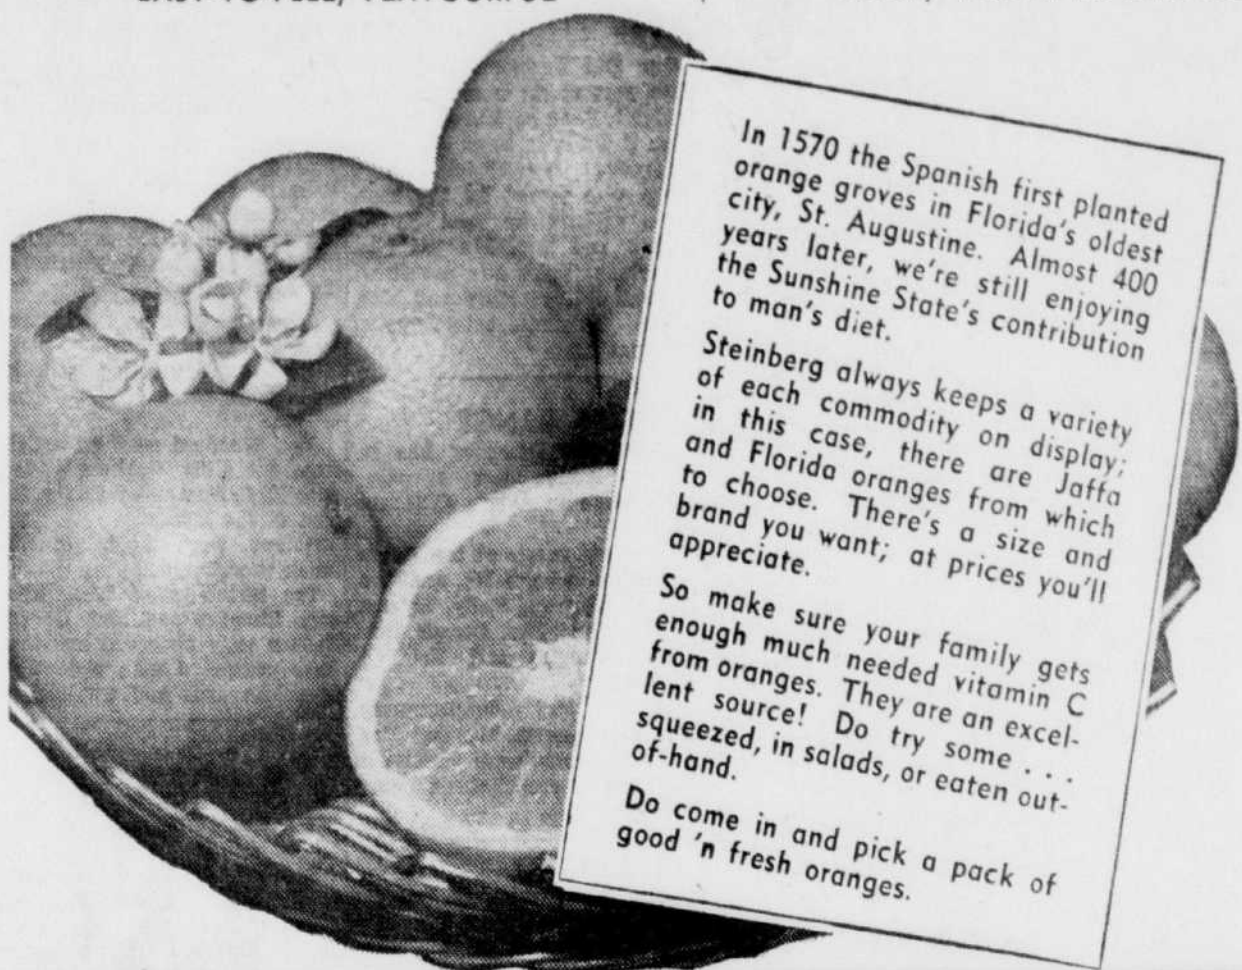 In 1570 the Spanish first planted
orange groves in Florida's oldest
city, St. Augustine. Almost 400
years later, we're still enjoying
the Sunshine State's contribution
to man's diet.
Steinberg always keeps a variety
of each commodity on display;
in this case, there are Jaffa
and Florida oranges from which
to choose. There's a size and
brand you want; at prices you'll
appreciate.
So make sure your family gets
enough much needed vitamin C
from oranges. They are an excel-
lent source! Do try some . . .
squeezed, in salads, or eaten out-
of-hand.
Do come in and pick a pack of
good 'n fresh oranges.